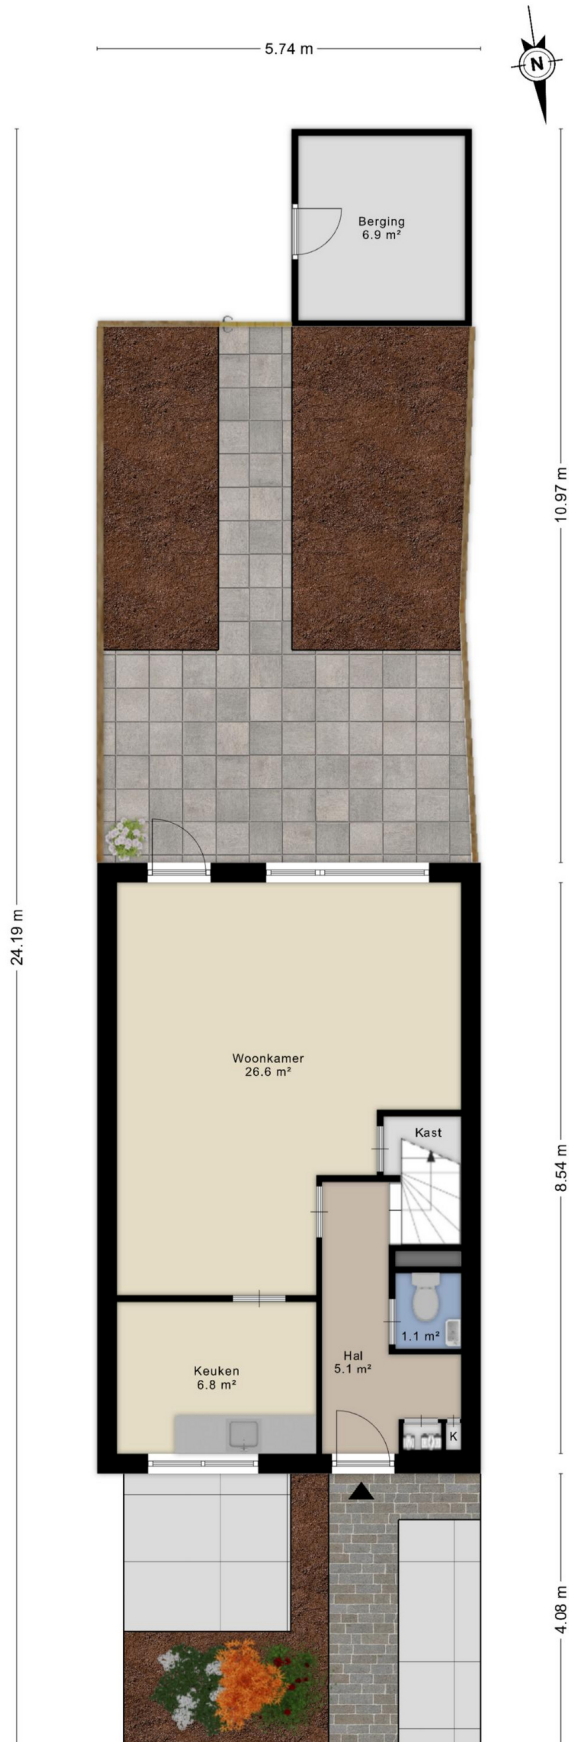 5.74 m
N
Berging
6.9 m²
10.97 m
24.19 m
Woonkamer
26.6 m²
Kast
8.54 m
1.1 m²
Hal
5.1 m²
Keuken
6.8 m²
K
4.08 m